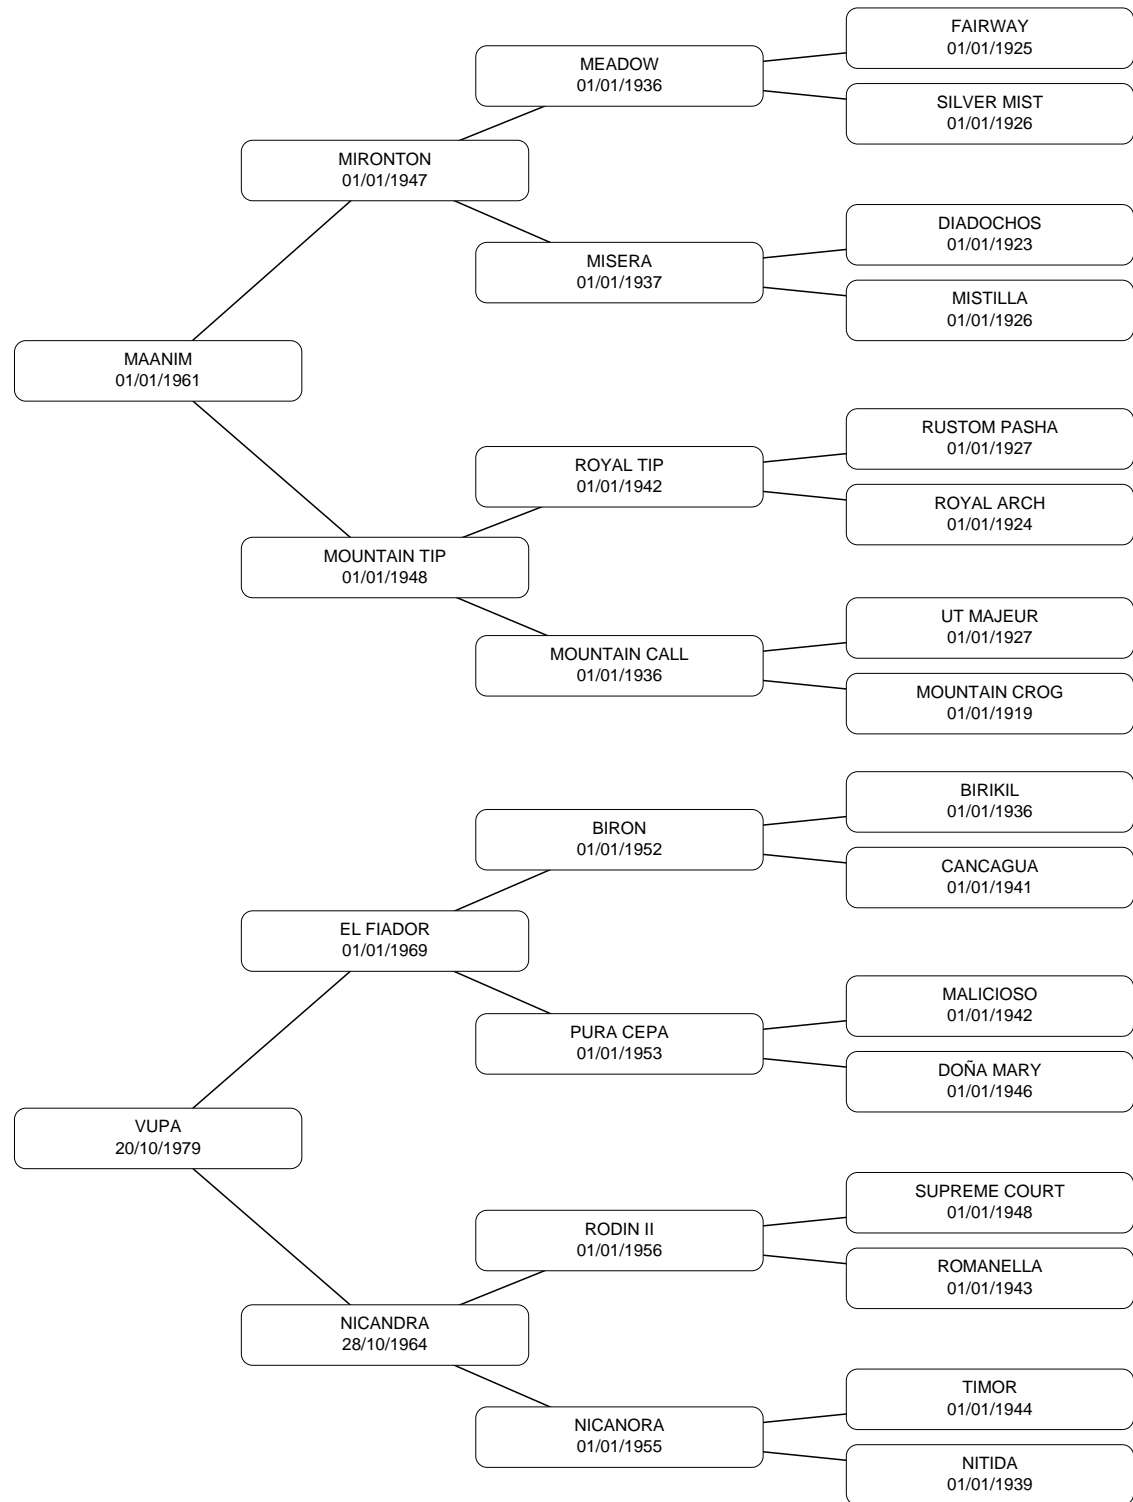 FAIRWAY
01/01/1925
MEADOW
01/01/1936
SILVER MIST
01/01/1926
MIRONTON
01/01/1947
DIADOCHOS
01/01/1923
MISERA
01/01/1937
MISTILLA
01/01/1926
MAANIM
01/01/1961
RUSTOM PASHA
01/01/1927
ROYAL TIP
01/01/1942
ROYAL ARCH
01/01/1924
MOUNTAIN TIP
01/01/1948
UT MAJEUR
01/01/1927
MOUNTAIN CALL
01/01/1936
MOUNTAIN CROG
01/01/1919
BIRIKIL
01/01/1936
BIRON
01/01/1952
CANCAGUA
01/01/1941
EL FIADOR
01/01/1969
MALICIOSO
01/01/1942
PURA CEPA
01/01/1953
DOÑA MARY
01/01/1946
VUPA
20/10/1979
SUPREME COURT
01/01/1948
RODIN II
01/01/1956
ROMANELLA
01/01/1943
NICANDRA
28/10/1964
TIMOR
01/01/1944
NICANORA
01/01/1955
NITIDA
01/01/1939